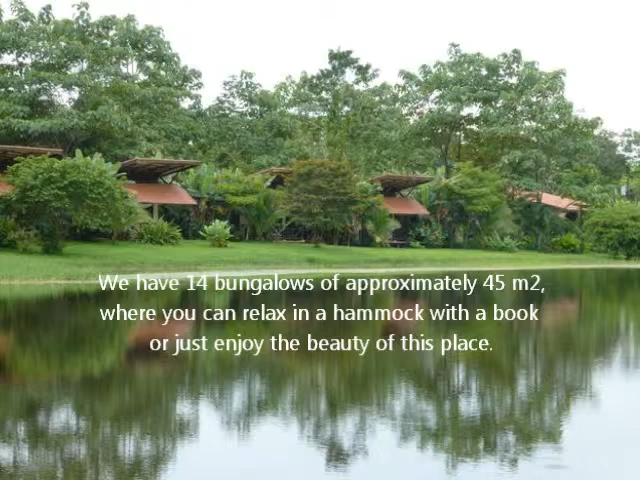 We have 14 bungalows of approximately 45 m2,
where you can relax in a hammock with a book
or just enjoy the beauty of this place.